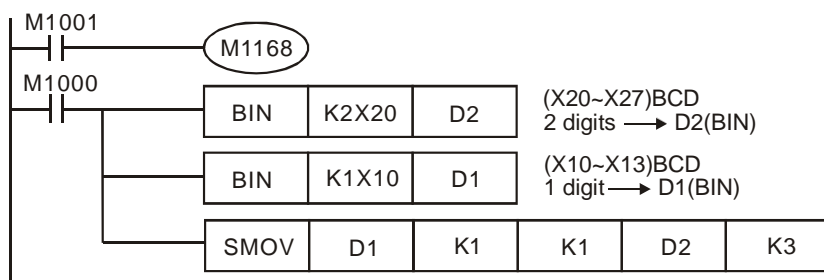 M1001
M1168
M1000
BIN K2X20 D2
(X20~X27)BCD
2 digits → D2(BIN)
BIN K1X10 D1
(X10~X13)BCD
1 digit → D1(BIN)
SMOV D1 K1 K1 D2 K3